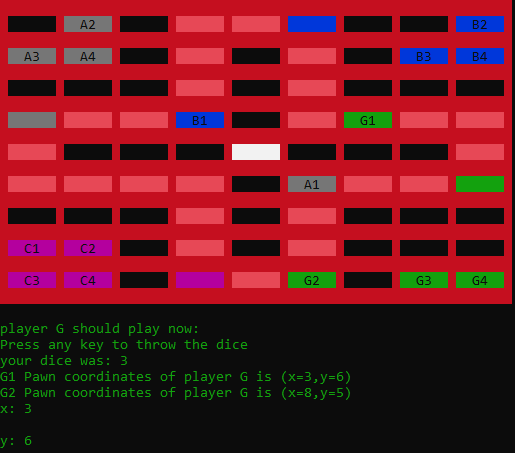 A2 B2
A3 A4 B3 B4
B1 G1
A1
C1 C2
C3 C4 G2 G3 G4
player G should play now:
Press any key to throw the dice
your dice was: 3
G1 Pawn coordinates of player G is (x=3,y=6)
G2 Pawn coordinates of player G is (x=8,y=5)
x: 3
y: 6